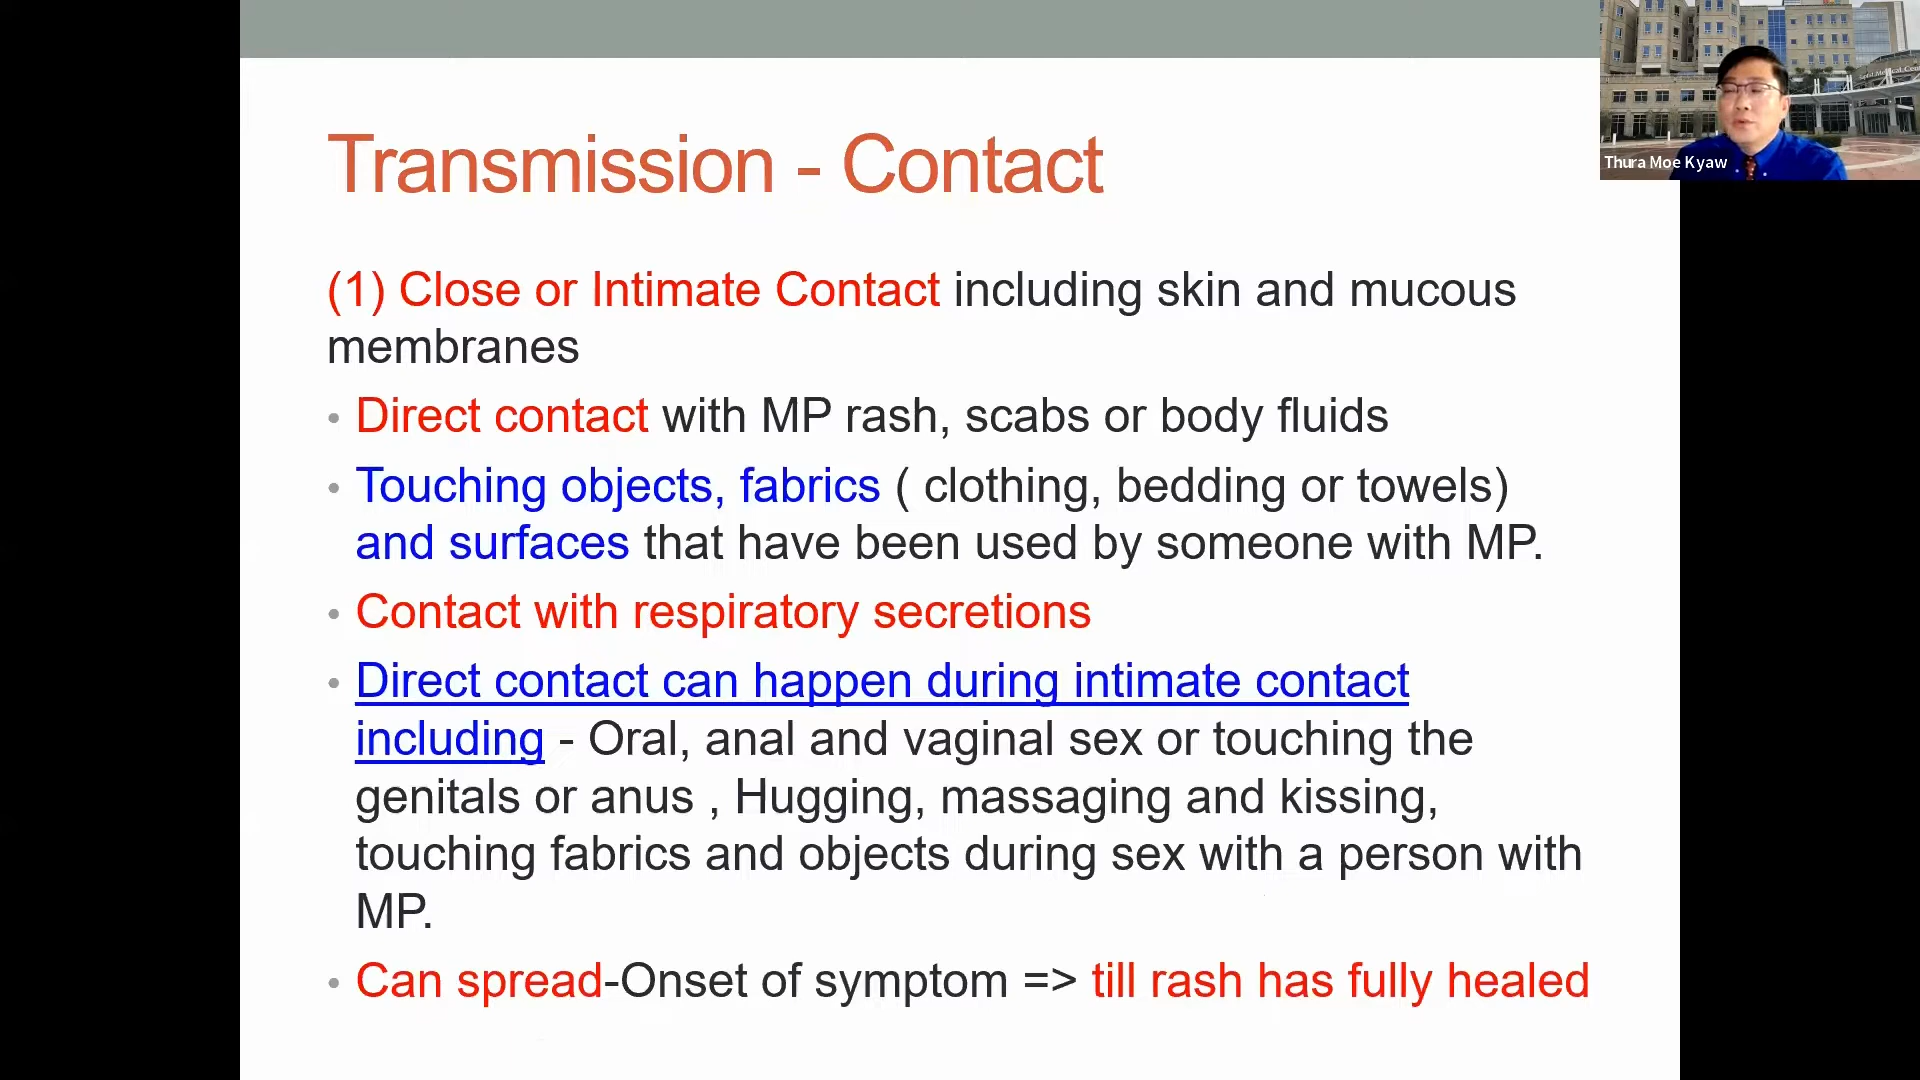 Transmission - Contact
(1) Close or Intimate Contact including skin and mucous
membranes
• Direct contact with MP rash, scabs or body fluids
• Touching objects, fabrics ( clothing, bedding or towels)
and surfaces that have been used by someone with MP.
• Contact with respiratory secretions
• Direct contact can happen during intimate contact
including - Oral, anal and vaginal sex or touching the
genitals or anus , Hugging, massaging and kissing,
touching fabrics and objects during sex with a person with
MP.
• Can spread-Onset of symptom => till rash has fully healed
Thura Moe Kyaw